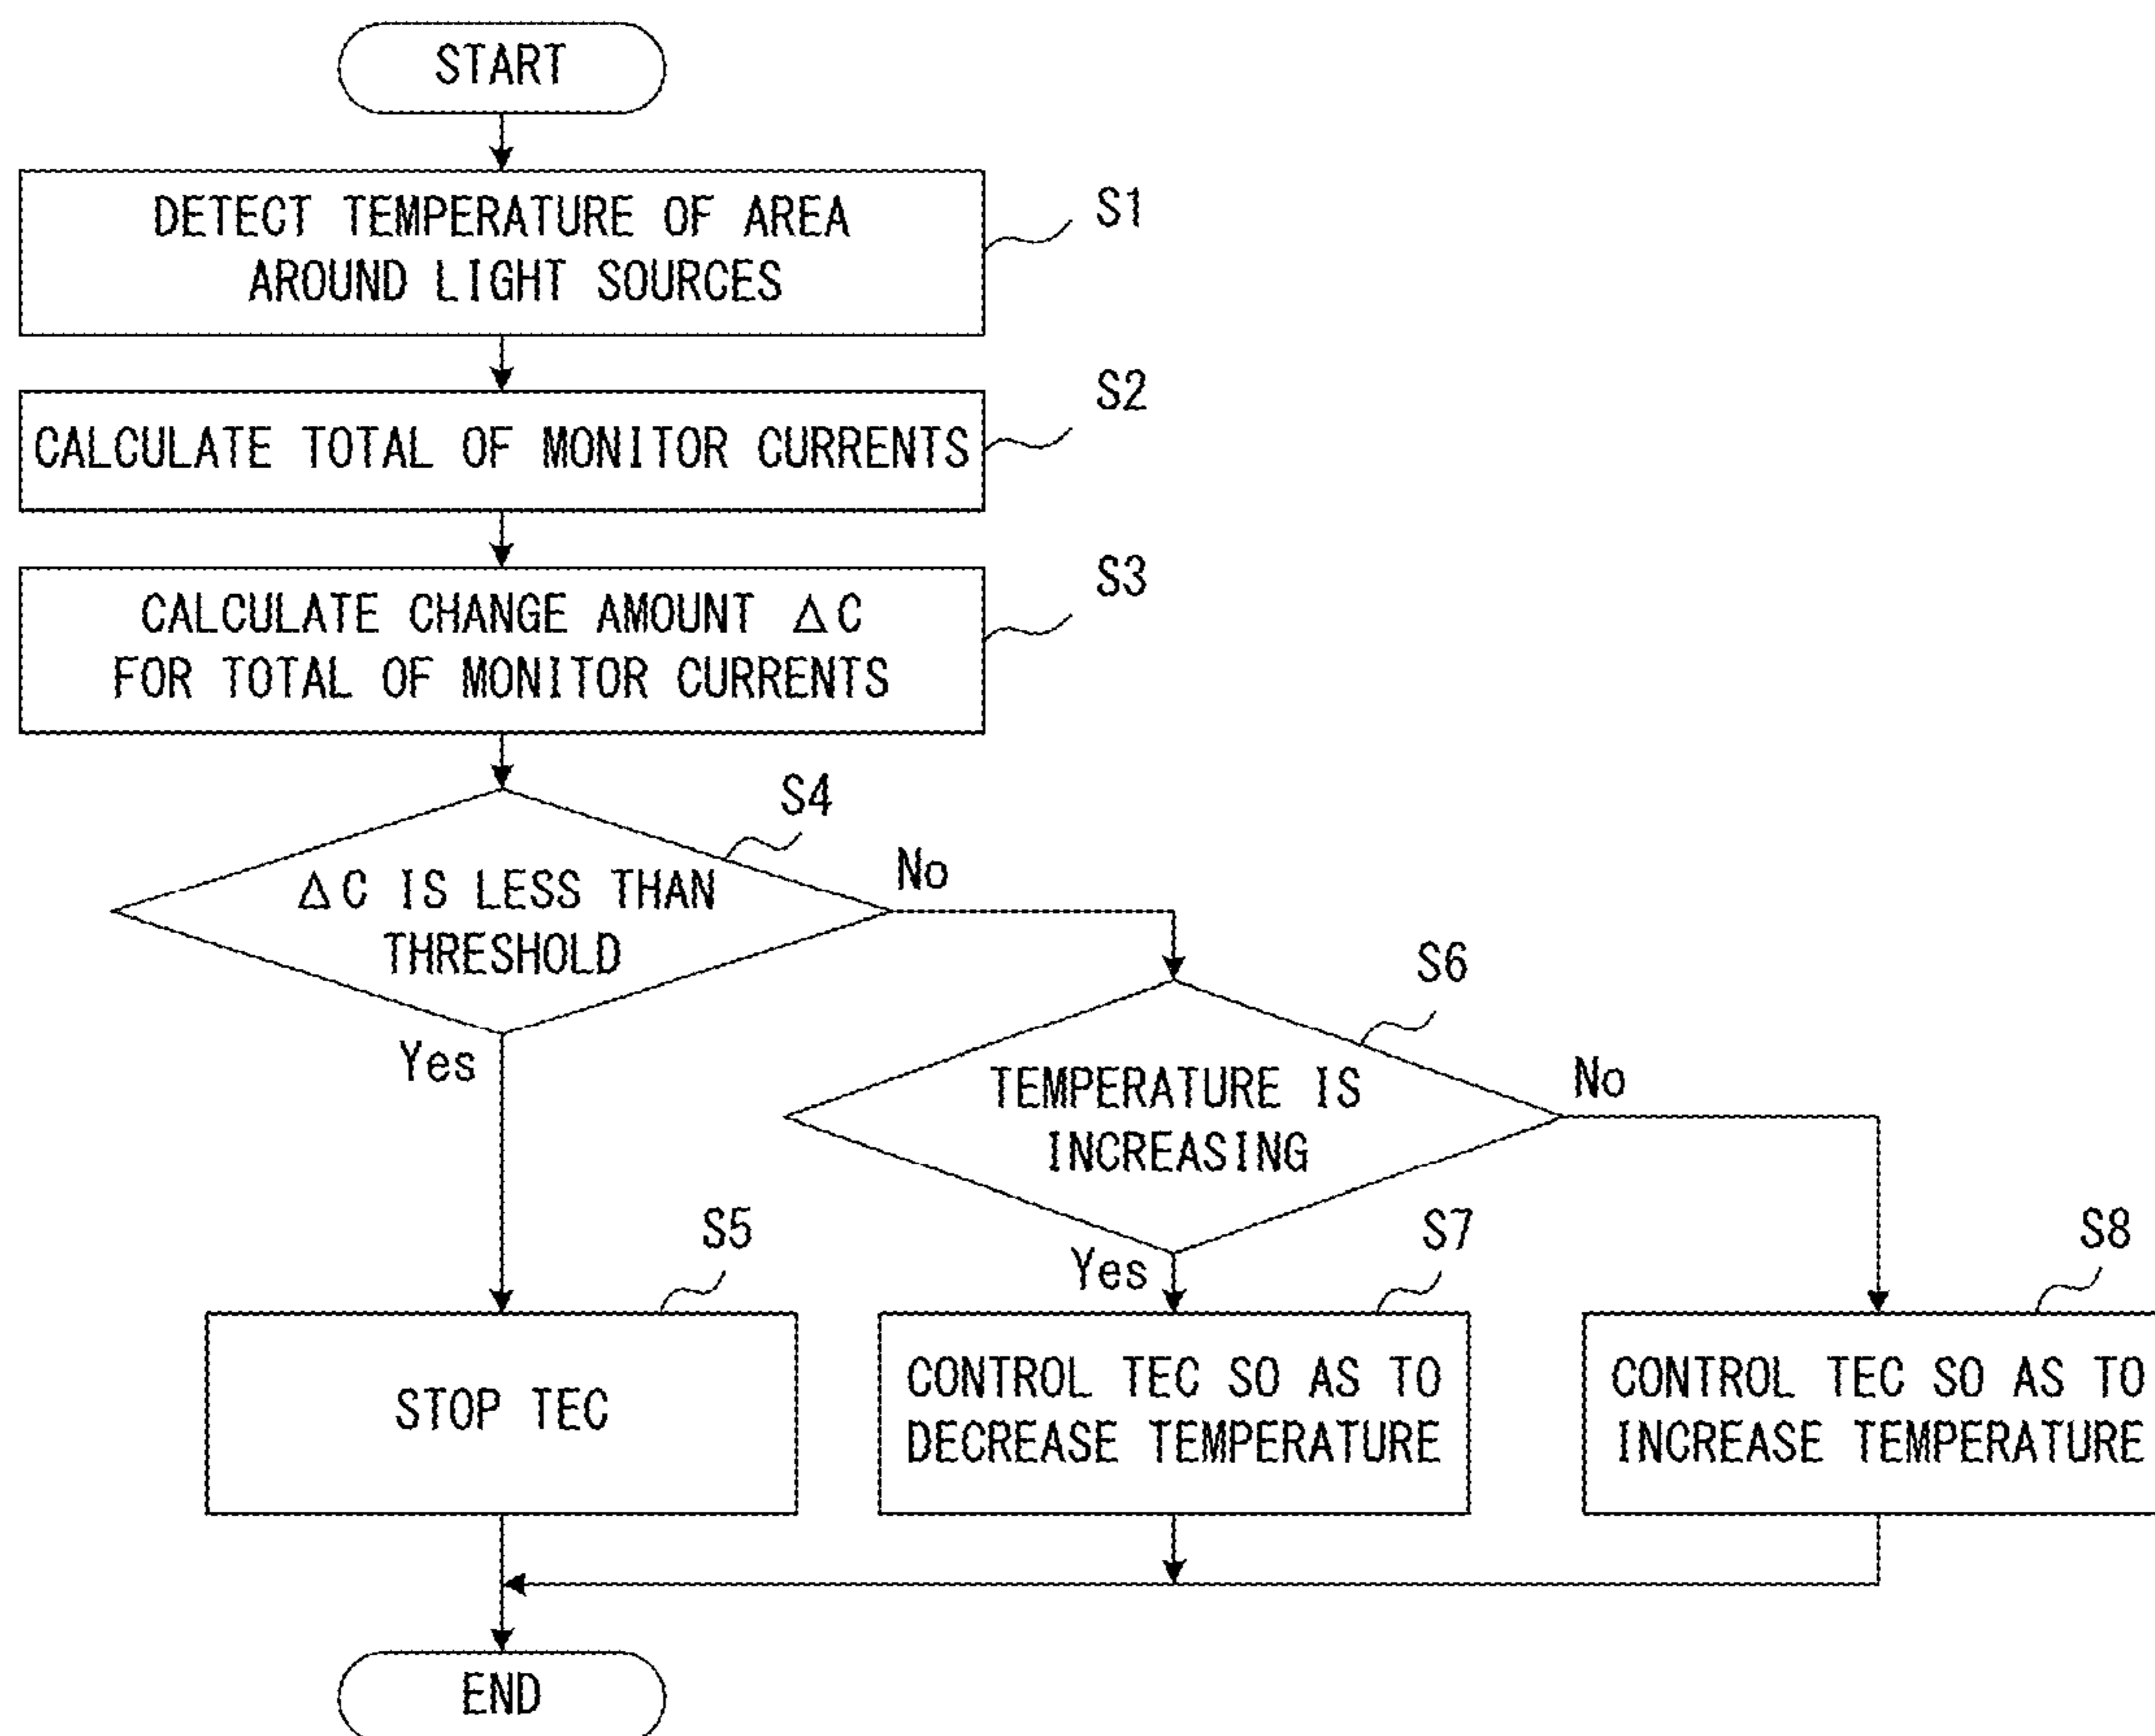 START
DETECT TEMPERATURE OF AREA
AROUND LIGHT SOURCES
S1
CALCULATE TOTAL OF MONITOR CURRENTS
S2
CALCULATE CHANGE AMOUNT ΔC
FOR TOTAL OF MONITOR CURRENTS
S3
S4
ΔC IS LESS THAN
THRESHOLD
No
Yes
S6
TEMPERATURE IS
INCREASING
No
Yes
S5
STOP TEC
S7
CONTROL TEC SO AS TO
DECREASE TEMPERATURE
S8
CONTROL TEC SO AS TO
INCREASE TEMPERATURE
END